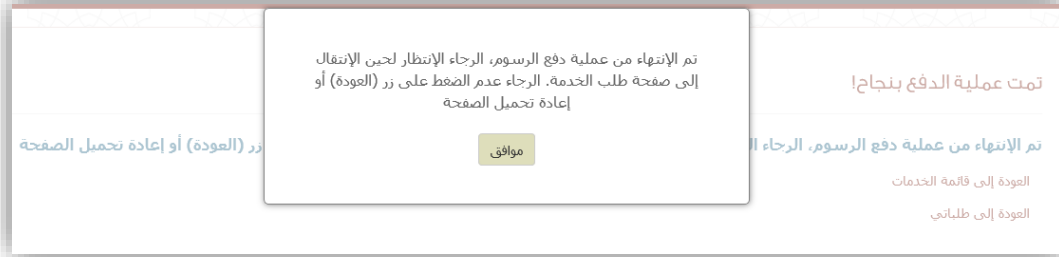 تم الإنتهاء من عملية دفع الرسوم، الرجاء الإنتظار لحين الإنتقال
إلى صفحة طلب الخدمة. الرجاء عدم الضغط على زر (العودة) أو
إعادة تحميل الصفحة
موافق
تمت عملية الدفع بنجاح!
تم الإنتهاء من عملية دفع الرسوم، الرجاء زر (العودة) أو إعادة تحميل الصفحة
العودة إلى قائمة الخدمات
العودة إلى طلباتي